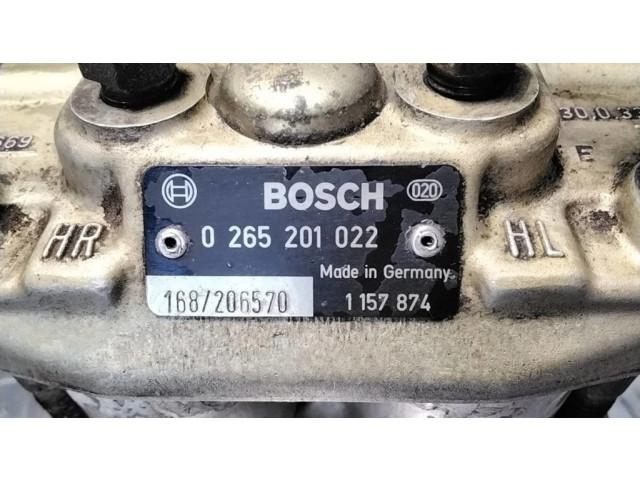 BOSCH 020
0 265 201 022
Made in Germany
168/206570 1 157 874
HR
HL
E